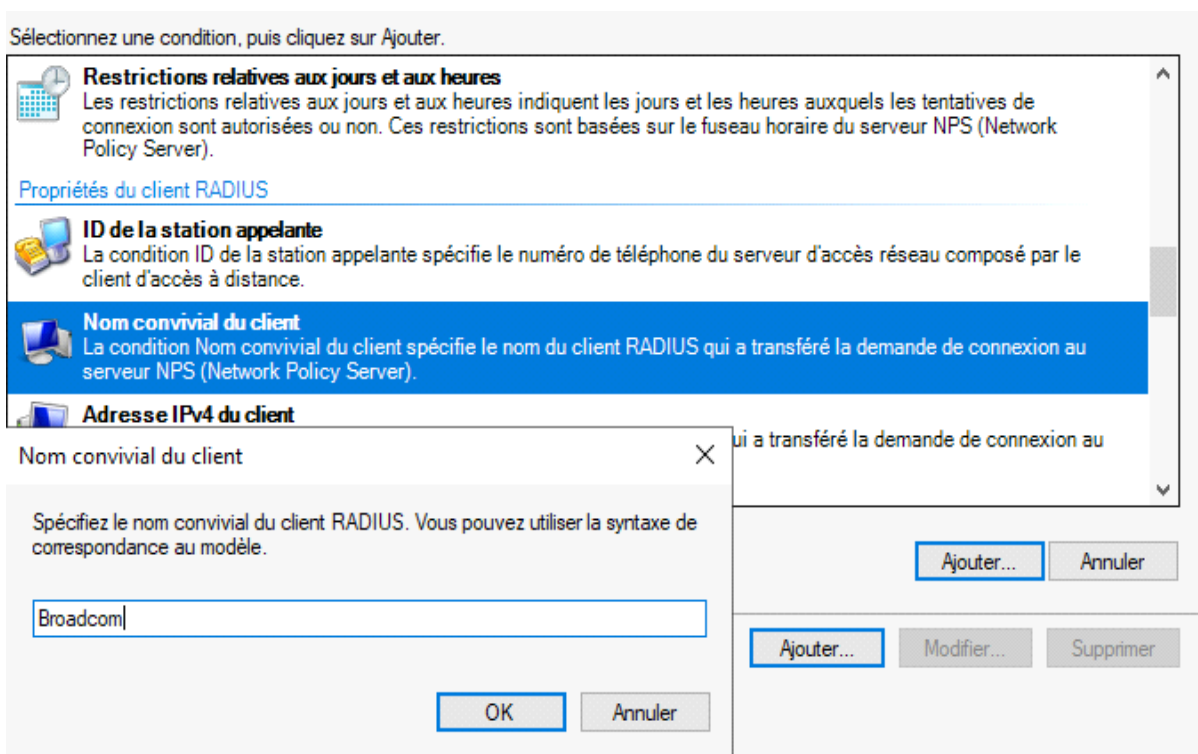 Sélectionnez une condition, puis cliquez sur Ajouter.
Restrictions relatives aux jours et aux heures
Les restrictions relatives aux jours et aux heures indiquent les jours et les heures auxquels les tentatives de
connexion sont autorisées ou non. Ces restrictions sont basées sur le fuseau horaire du serveur NPS (Network
Policy Server).
Propriétés du client RADIUS
ID de la station appelante
La condition ID de la station appelante spécifie le numéro de téléphone du serveur d'accès réseau composé par le
client d'accès à distance.
Nom convivial du client
La condition Nom convivial du client spécifie le nom du client RADIUS qui a transféré la demande de connexion au
serveur NPS (Network Policy Server).
Adresse IPv4 du client
ui a transféré la demande de connexion au
Nom convivial du client
Spécifiez le nom convivial du client RADIUS. Vous pouvez utiliser la syntaxe de
correspondance au modèle.
Broadcom
OK Annuler
Ajouter... Annuler
Ajouter... Modifier... Supprimer